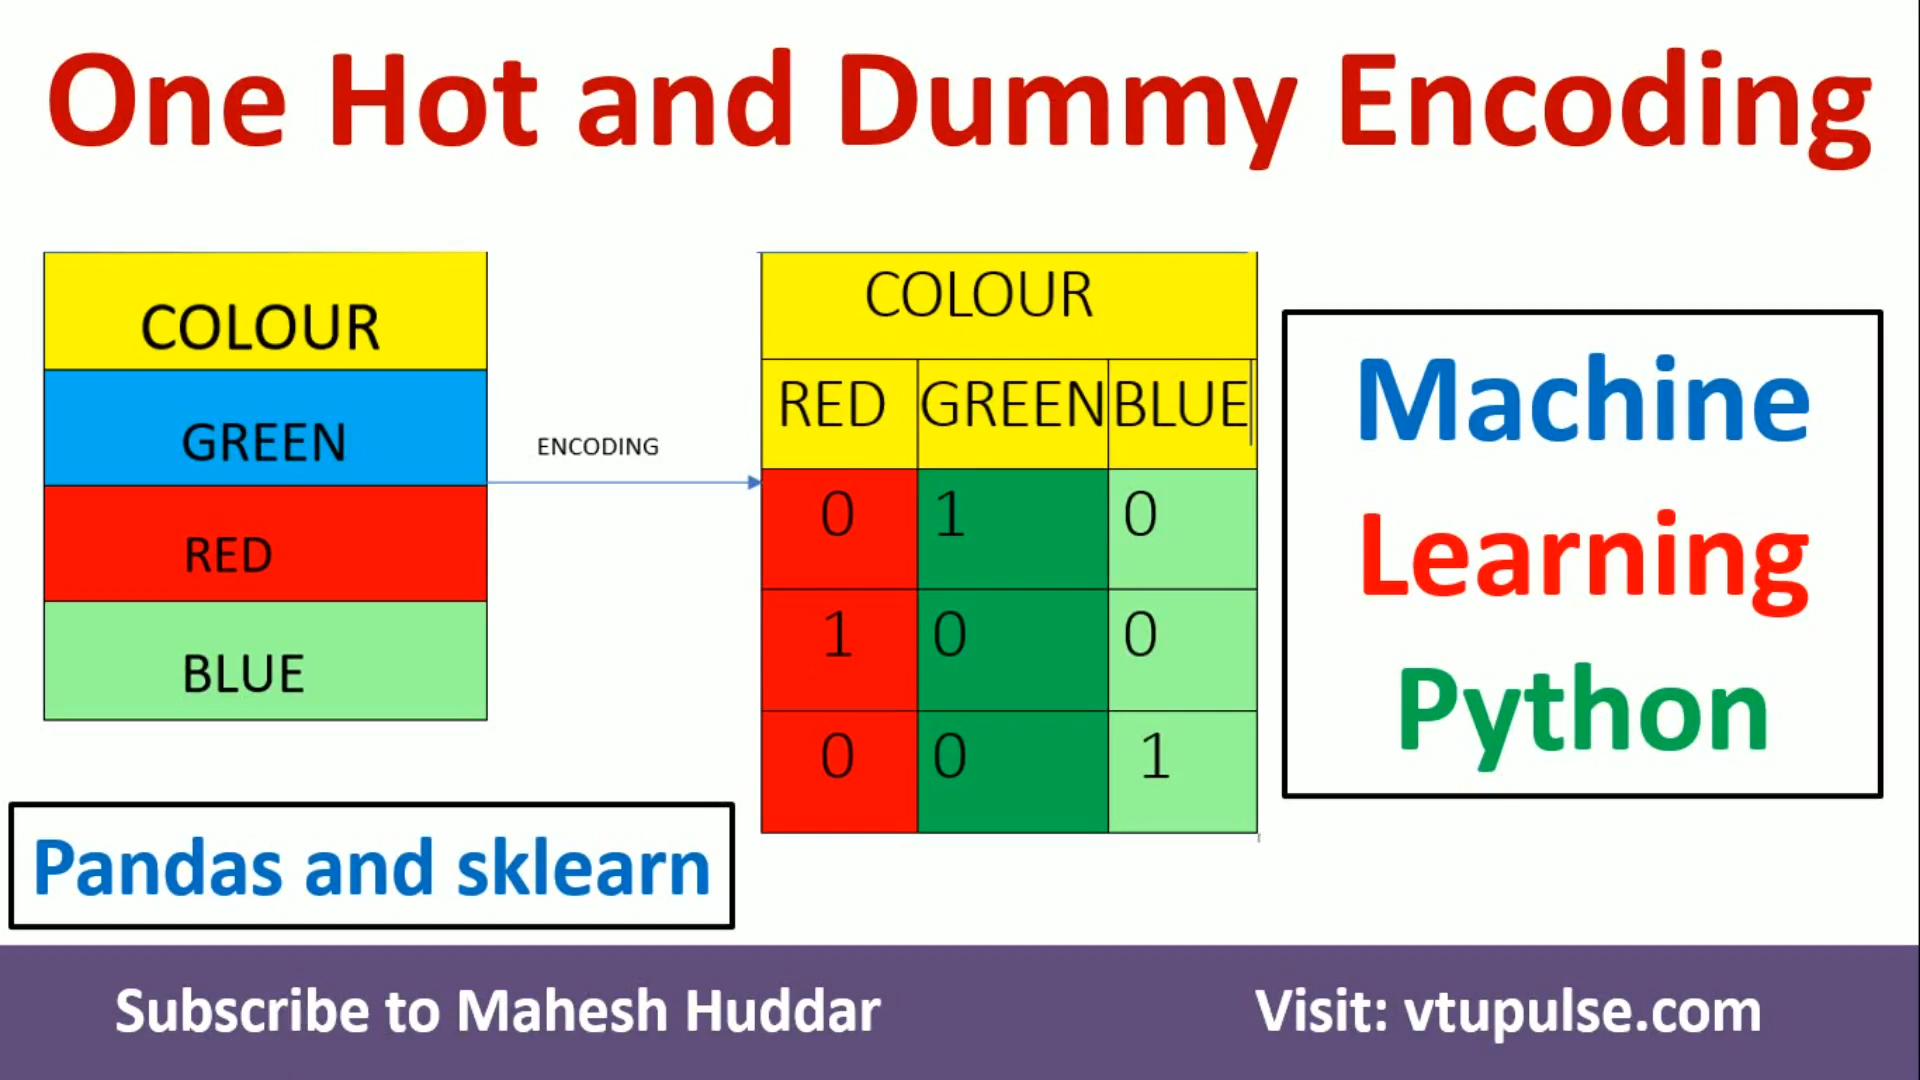 One Hot and Dummy Encoding
COLOUR
GREEN
RED
BLUE
ENCODING
COLOUR
RED GREEN BLUE
0 1 0
1 0 0
0 0 1
Machine
Learning
Python
Pandas and sklearn
Subscribe to Mahesh Huddar
Visit: vtupulse.com